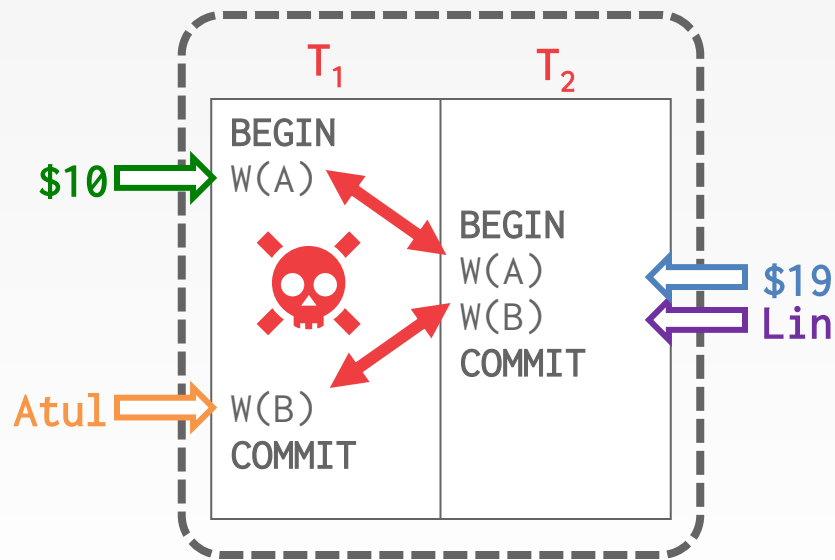 T1 T2
BEGIN
$10 W(A)
BEGIN
W(A) $19
W(B) Lin
COMMIT
Atul W(B)
COMMIT